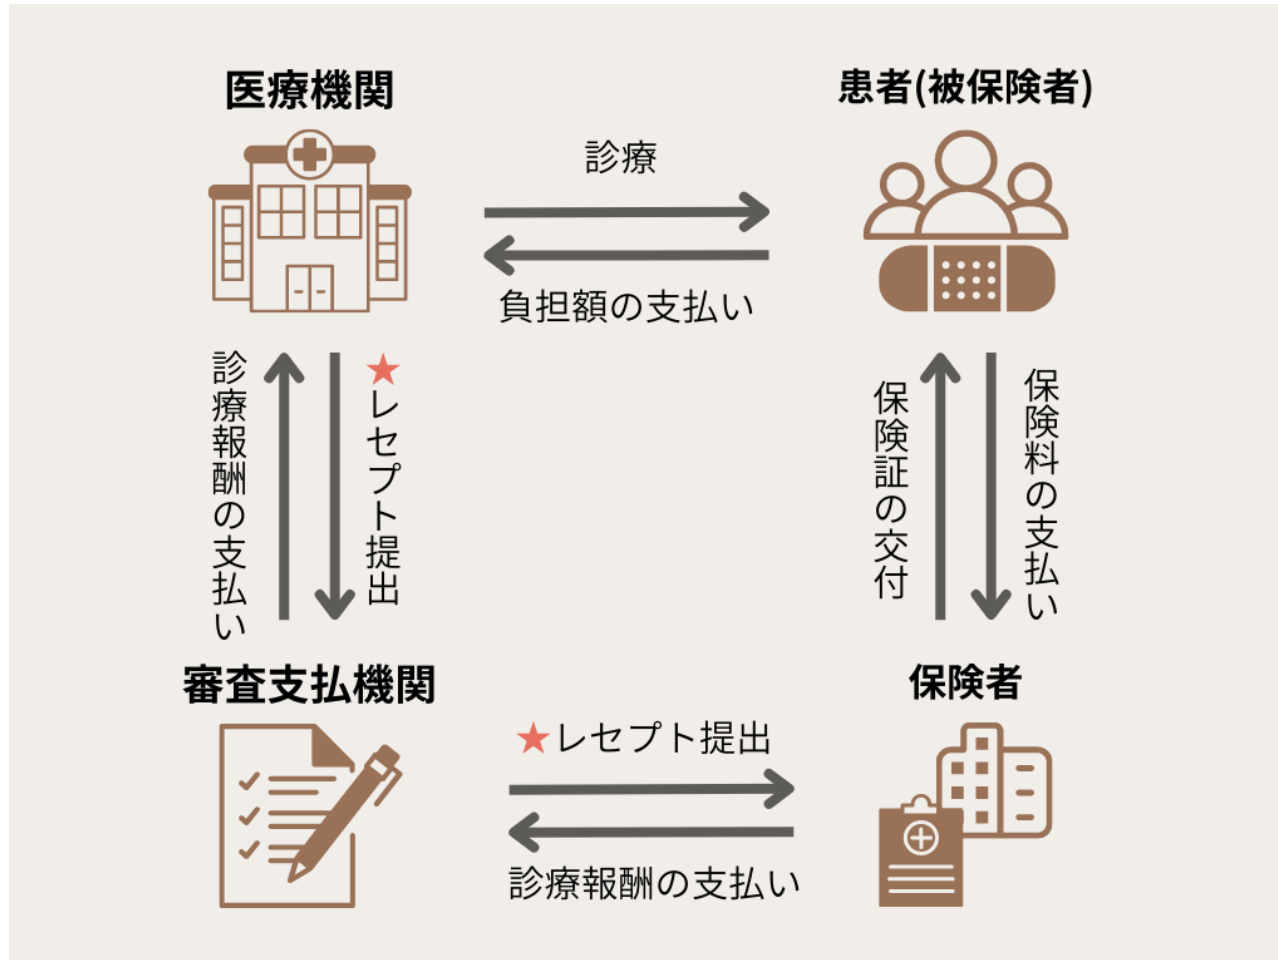 医療機関
患者(被保険者)
診療
負担額の支払い
診療報酬の支払い
★レセプト提出
保険証の交付
保険料の支払い
審査支払機関
保険者
★レセプト提出
診療報酬の支払い